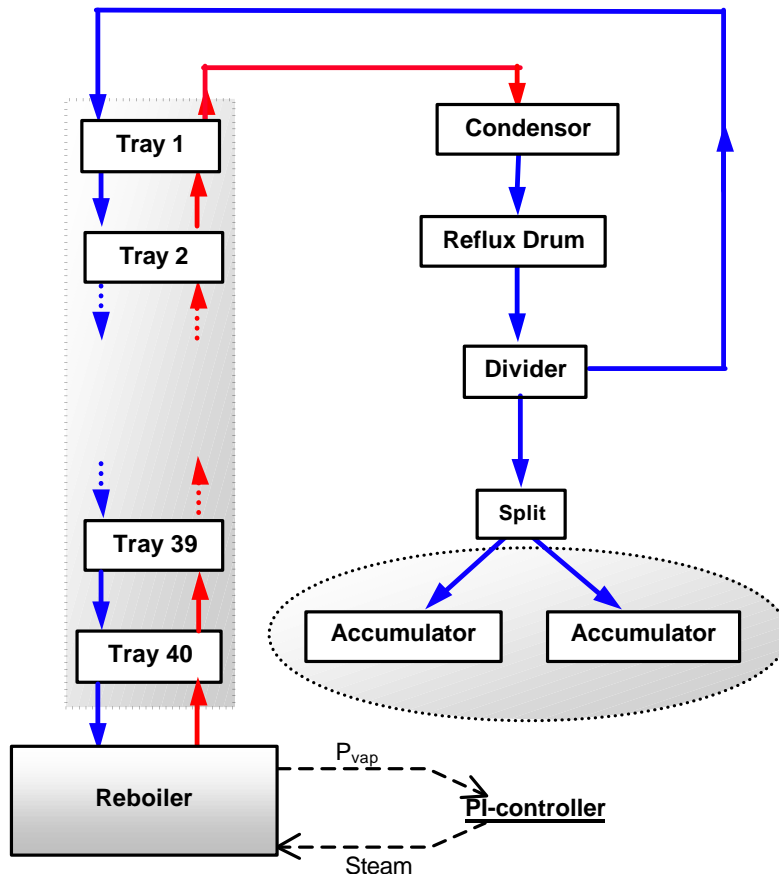 Tray 1
Condensor
Tray 2
Reflux Drum
Divider
Split
Tray 39
Accumulator
Accumulator
Tray 40
Pvap
Reboiler
PI-controller
Steam